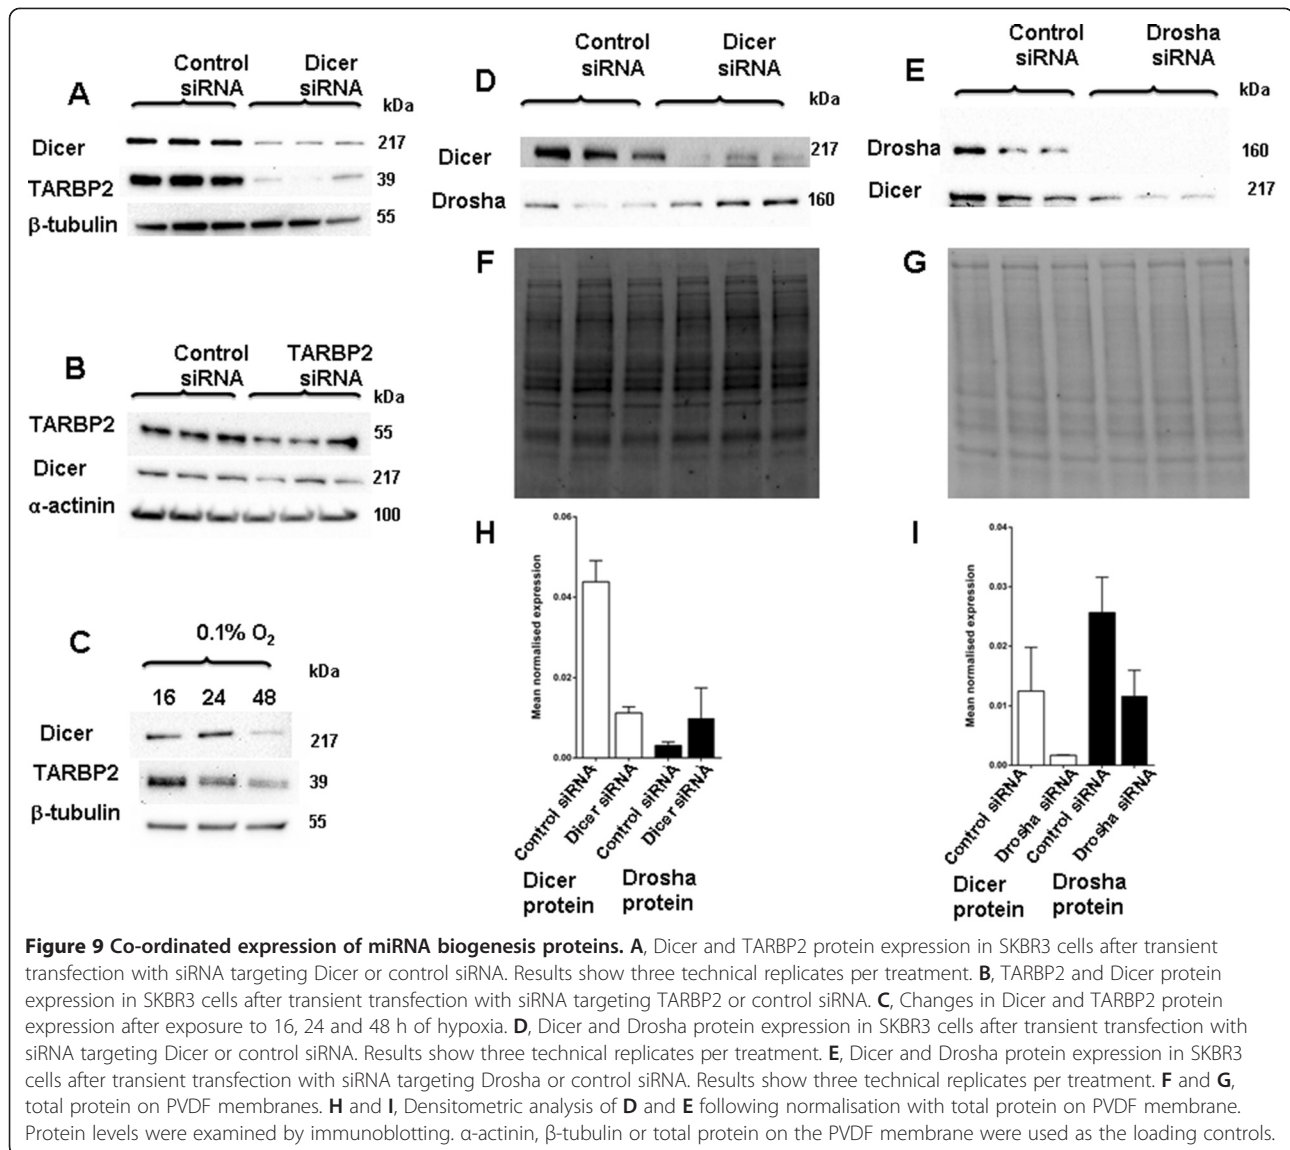 A
Control
siRNA
Dicer
siRNA
kDa
Dicer
217
TARBP2
39
β-tubulin
55
B
Control
siRNA
TARBP2
siRNA
kDa
TARBP2
55
Dicer
217
α-actinin
100
C
0.1% O₂
kDa
16 24 48
Dicer
217
TARBP2
39
β-tubulin
55
D
Control
siRNA
Dicer
siRNA
kDa
Dicer
217
Drosha
160
E
Control
siRNA
Drosha
siRNA
kDa
Drosha
160
Dicer
217
F
G
H
Mean normalised expression
0.06
0.04
0.02
0.00
Control siRNA
Dicer siRNA
Control siRNA
Dicer siRNA
Dicer
protein
Drosha
protein
I
Mean normalised expression
0.04
0.03
0.02
0.01
0.00
Control siRNA
Drosha siRNA
Control siRNA
Drosha siRNA
Dicer
protein
Drosha
protein
Figure 9 Co-ordinated expression of miRNA biogenesis proteins. A, Dicer and TARBP2 protein expression in SKBR3 cells after transient
transfection with siRNA targeting Dicer or control siRNA. Results show three technical replicates per treatment. B, TARBP2 and Dicer protein
expression in SKBR3 cells after transient transfection with siRNA targeting TARBP2 or control siRNA. C, Changes in Dicer and TARBP2 protein
expression after exposure to 16, 24 and 48 h of hypoxia. D, Dicer and Drosha protein expression in SKBR3 cells after transient transfection with
siRNA targeting Dicer or control siRNA. Results show three technical replicates per treatment. E, Dicer and Drosha protein expression in SKBR3
cells after transient transfection with siRNA targeting Drosha or control siRNA. Results show three technical replicates per treatment. F and G,
total protein on PVDF membranes. H and I, Densitometric analysis of D and E following normalisation with total protein on PVDF membrane.
Protein levels were examined by immunoblotting. α-actinin, β-tubulin or total protein on the PVDF membrane were used as the loading controls.